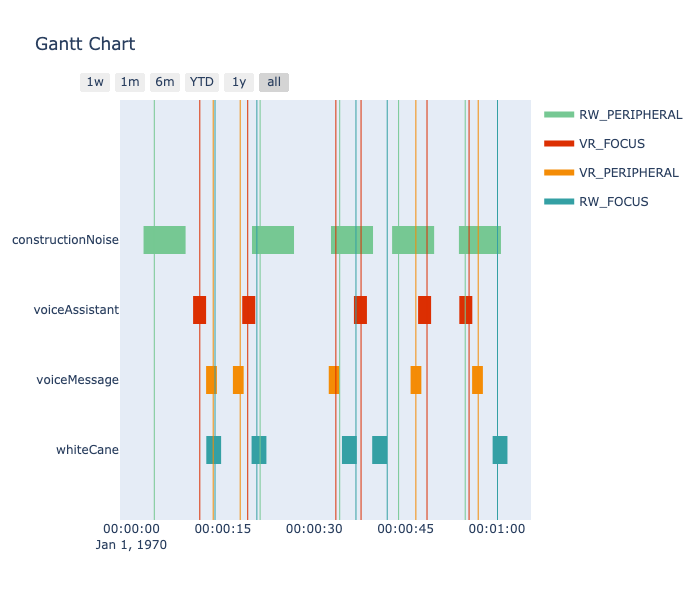 Gantt Chart
1w 1m 6m YTD 1y all
RW_PERIPHERAL
VR_FOCUS
VR_PERIPHERAL
RW_FOCUS
constructionNoise
voiceAssistant
voiceMessage
whiteCane
00:00:00 00:00:15 00:00:30 00:00:45 00:01:00
Jan 1, 1970